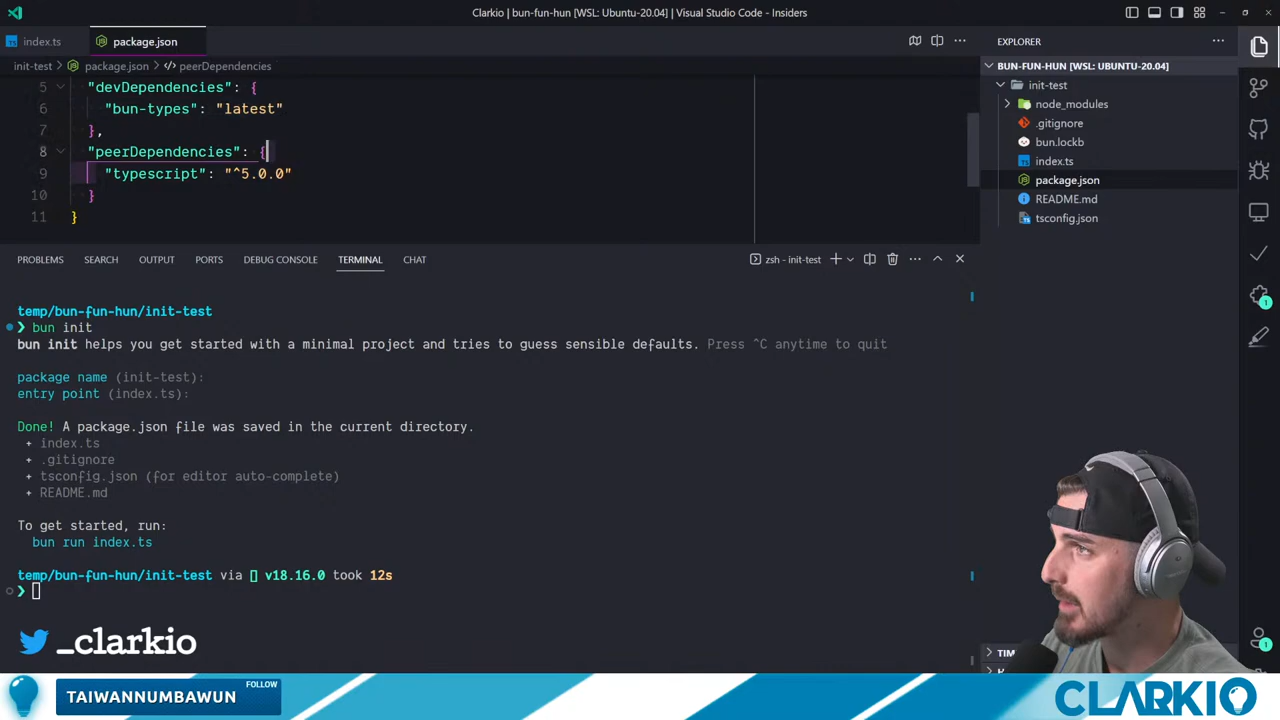 Clarkio | bun-fun-hun [WSL: Ubuntu-20.04] | Visual Studio Code - Insiders
index.ts
package.json
init-test > package.json > peerDependencies
5 "devDependencies": {
6 "bun-types": "latest"
7 },
8 "peerDependencies": {
9 "typescript": "^5.0.0"
10 }
11 }
PROBLEMS SEARCH OUTPUT PORTS DEBUG CONSOLE TERMINAL CHAT
zsh - init-test
temp/bun-fun-hun/init-test
❯ bun init
bun init helps you get started with a minimal project and tries to guess sensible defaults. Press ^C anytime to quit
package name (init-test):
entry point (index.ts):
Done! A package.json file was saved in the current directory.
+ index.ts
+ .gitignore
+ tsconfig.json (for editor auto-complete)
+ README.md
To get started, run:
bun run index.ts
temp/bun-fun-hun/init-test via [] v18.16.0 took 12s
❯
EXPLORER
BUN-FUN-HUN [WSL: UBUNTU-20.04]
init-test
node_modules
.gitignore
bun.lockb
index.ts
package.json
README.md
tsconfig.json
1
1
_clarkio
TAIWANNUMBAWUN
FOLLOW
CLARKIO